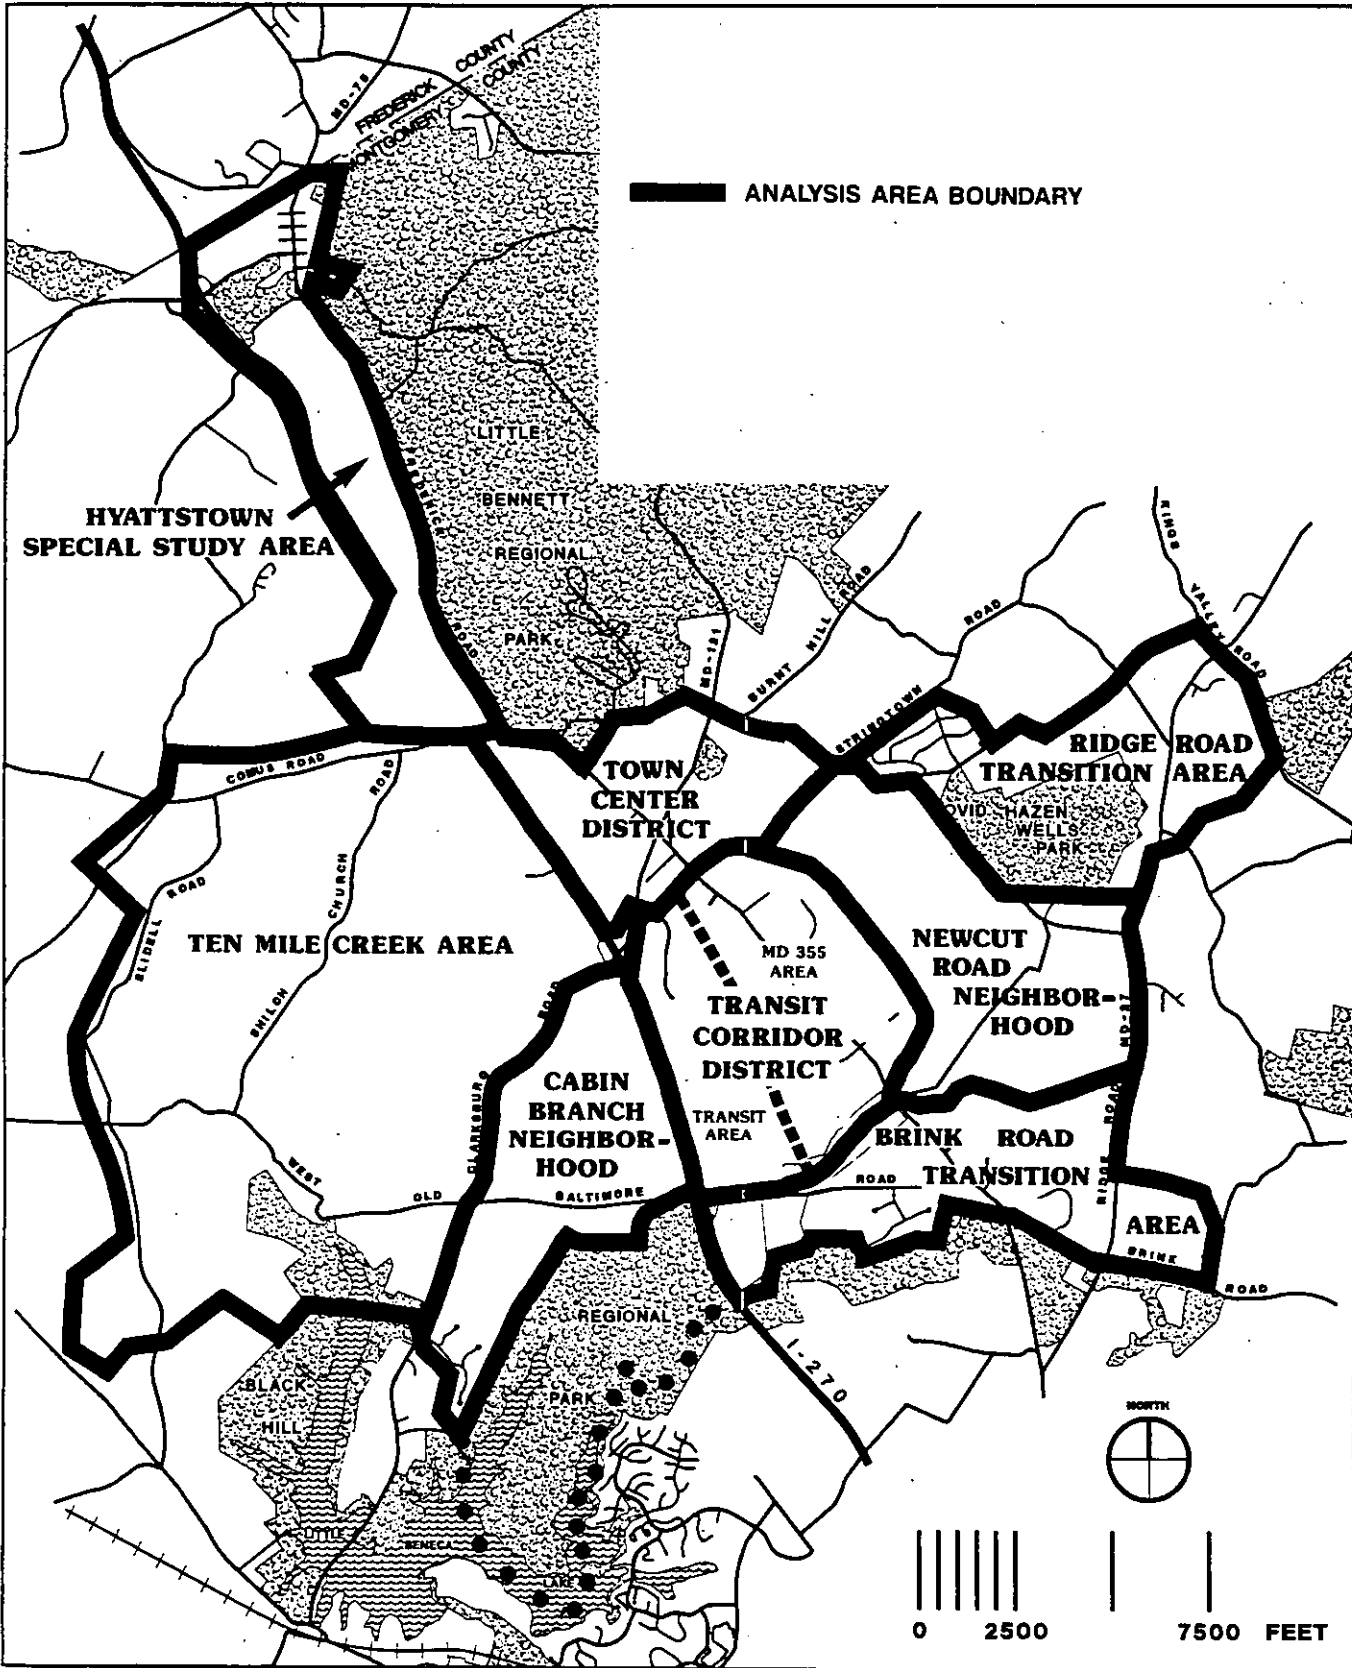 COUNTY
FREDERICK
COUNTY
MONTGOMERY
ANALYSIS AREA BOUNDARY
LITTLE
BENNETT
REGIONAL
PARK
FREDERICK
ROAD
HYATTSTOWN
SPECIAL STUDY AREA
MD-121
BURNT HILL ROAD
STRINGTOWN
ROAD
KINGS
VALLEY ROAD
RIDGE ROAD
TRANSITION AREA
OVID HAZEN
WELLS
PARK
COMUS ROAD
TOWN
CENTER
DISTRICT
SLIDELL
ROAD
SHILOH
CHURCH
ROAD
TEN MILE CREEK AREA
MD 355
AREA
TRANSIT
CORRIDOR
DISTRICT
TRANSIT
AREA
NEWCUT
ROAD
NEIGHBOR-
HOOD
MD-27
RIDGE ROAD
CLARKSBURG
ROAD
CABIN
BRANCH
NEIGHBOR-
HOOD
BRINK ROAD
TRANSITION
AREA
WEST
OLD
BALTIMORE
ROAD
BRINK
ROAD
REGIONAL
PARK
BLACK
HILL
LITTLE
SENECA
LAKE
I-270
NORTH
0 2500 7500 FEET